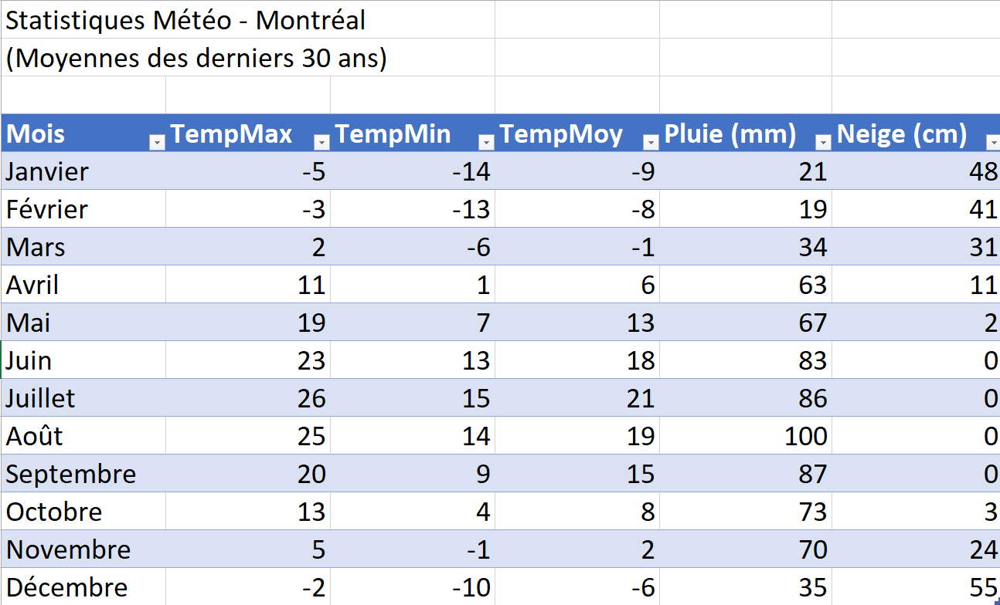 Statistiques Météo - Montréal
(Moyennes des derniers 30 ans)
Mois TempMax TempMin TempMoy Pluie (mm) Neige (cm)
Janvier -5 -14 -9 21 48
Février -3 -13 -8 19 41
Mars 2 -6 -1 34 31
Avril 11 1 6 63 11
Mai 19 7 13 67 2
Juin 23 13 18 83 0
Juillet 26 15 21 86 0
Août 25 14 19 100 0
Septembre 20 9 15 87 0
Octobre 13 4 8 73 3
Novembre 5 -1 2 70 24
Décembre -2 -10 -6 35 55